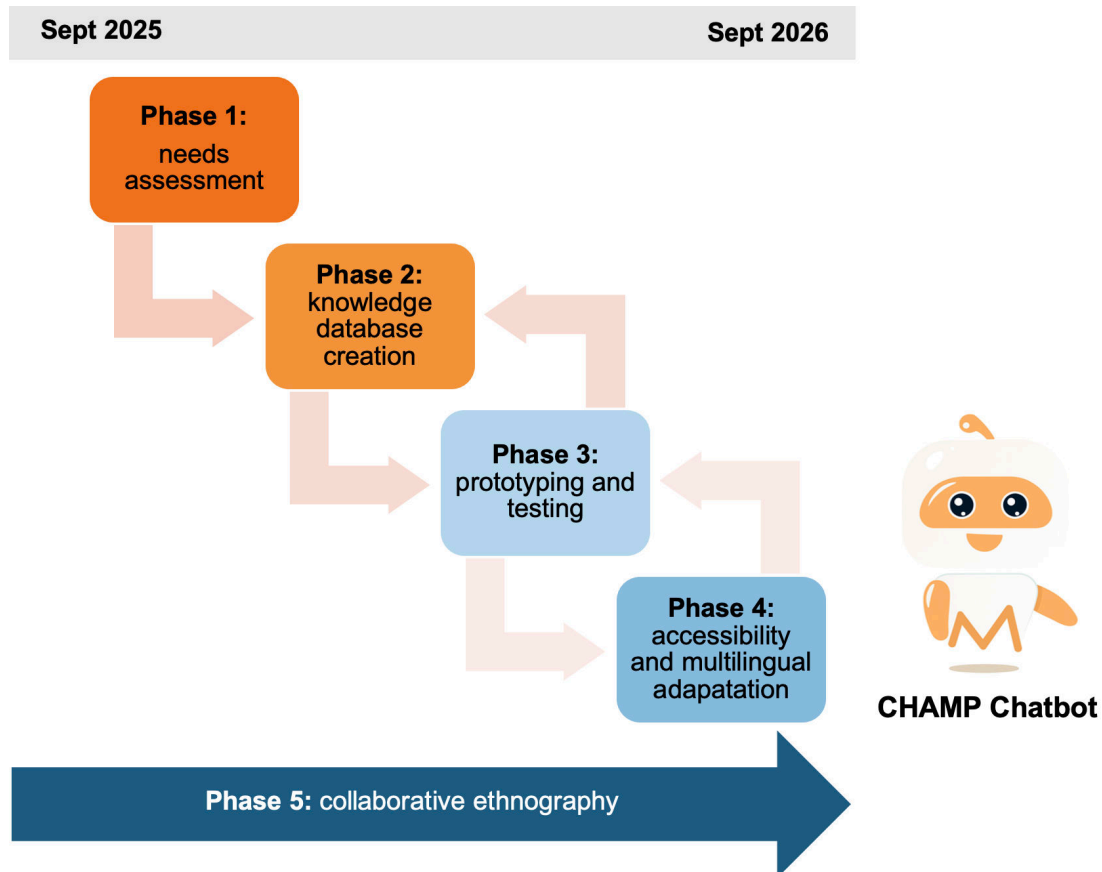 Sept 2025
Sept 2026
Phase 1:
needs
assessment
Phase 2:
knowledge
database
creation
Phase 3:
prototyping and
testing
Phase 4:
accessibility
and multilingual
adapatation
M
CHAMP Chatbot
Phase 5: collaborative ethnography